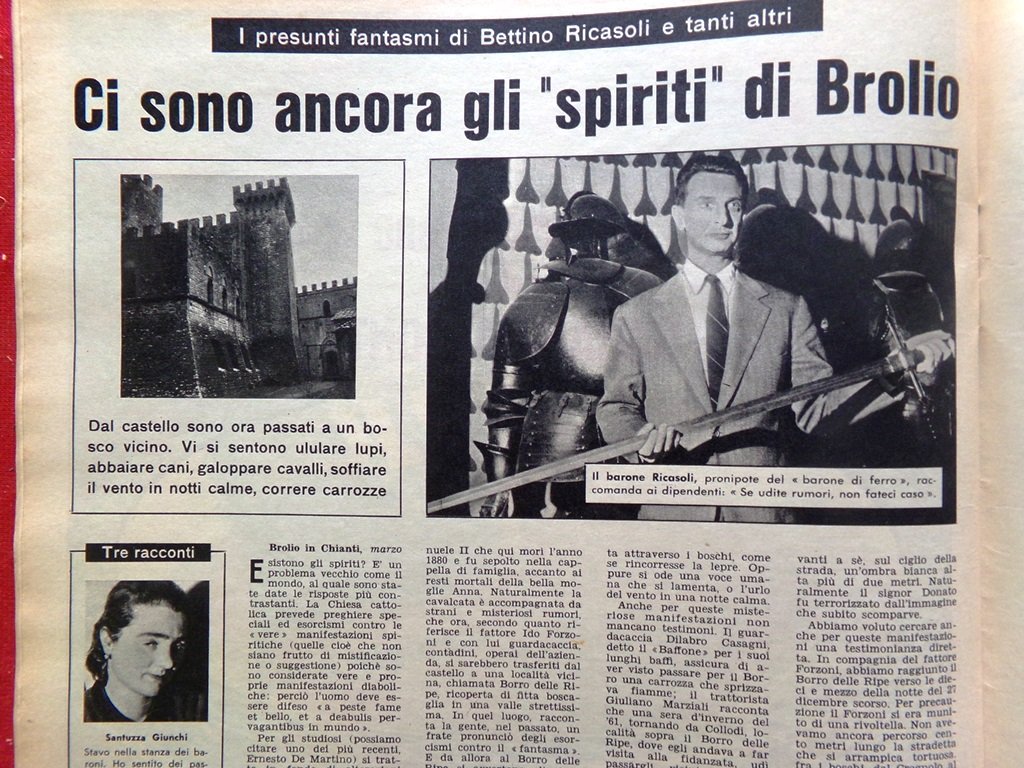 I presunti fantasmi di Bettino Ricasoli e tanti altri
Ci sono ancora gli "spiriti" di Brolio
Dal castello sono ora passati a un bo-
sco vicino. Vi si sentono ululare lupi,
abbaiare cani, galoppare cavalli, soffiare
il vento in notti calme, correre carrozze
Il barone Ricasoli, pronipote del « barone di ferro », rac-
comanda ai dipendenti: « Se udite rumori, non fateci caso ».
Tre racconti
Santuzza Giunchi
Stavo nella stanza dei ba-
roni. Ho sentito dei pas-
Brolio in Chianti, marzo
Esistono gli spiriti? E' un
problema vecchio come il
mondo, al quale sono sta-
te date le risposte più con-
trastanti. La Chiesa catto-
lica prevede preghiere spe-
ciali ed esorcismi contro le
« vere » manifestazioni spi-
ritiche (quelle cioè che non
siano frutto di mistificazio-
ne o suggestione) poichè so-
no considerate vere e pro-
prie manifestazioni diaboli-
che: perciò l'uomo deve es-
sere difeso « a peste fame
et bello, et a deabulis per-
vagantibus in mundo ».
Per gli studiosi (possiamo
citare uno dei più recenti,
Ernesto De Martino) si trat-
nuele II che qui morì l'anno
1880 e fu sepolto nella cap-
pella di famiglia, accanto ai
resti mortali della bella mo-
glie Anna. Naturalmente la
cavalcata è accompagnata da
strani e misteriosi rumori,
che ora, secondo quanto ri-
ferisce il fattore Ido Forzo-
ni e con lui guardacaccia,
contadini, operai dell'azien-
da, si sarebbero trasferiti dal
castello a una località vici-
na, chiamata Borro delle Ri-
pe, ricoperta di fitta bosca-
glia in una valle strettissi-
ma. In quel luogo, raccon-
ta la gente, nel passato, un
frate pronunciò degli esor-
cismi contro il « fantasma ».
E da allora al Borro delle
ta attraverso i boschi, come
se rincorresse la lepre. Op-
pure si ode una voce uma-
na che si lamenta, o l'urlo
del vento in una notte calma.
Anche per queste miste-
riose manifestazioni non
mancano testimoni. Il guar-
dacaccia Dilabro Casagni,
detto il «Baffone» per i suoi
lunghi baffi, assicura di a-
ver visto passare per il Bor-
ro una carrozza che sprizza-
va fiamme; il trattorista
Giuliano Marziali racconta
che una sera d'inverno del
'61, tornando da Collodi, lo-
calità sopra il Borro delle
Ripe, dove egli andava a far
visita alla fidanzata, udì
vanti a sè, sul ciglio della
strada, un'ombra bianca al-
ta più di due metri. Natu-
ralmente il signor Donato
fu terrorizzato dall'immagine
che subito scomparve.
Abbiamo voluto cercare an-
che per queste manifestazio-
ni una testimonianza diret-
ta. In compagnia del fattore
Forzoni, abbiamo raggiunto il
Borro delle Ripe verso le die-
ci e mezzo della notte del 27
dicembre scorso. Per precau-
zione il Forzoni si era muni-
to di una rivoltella. Non ave-
vamo ancora percorso cen-
to metri lungo la stradetta
che si arrampica tortuosa,